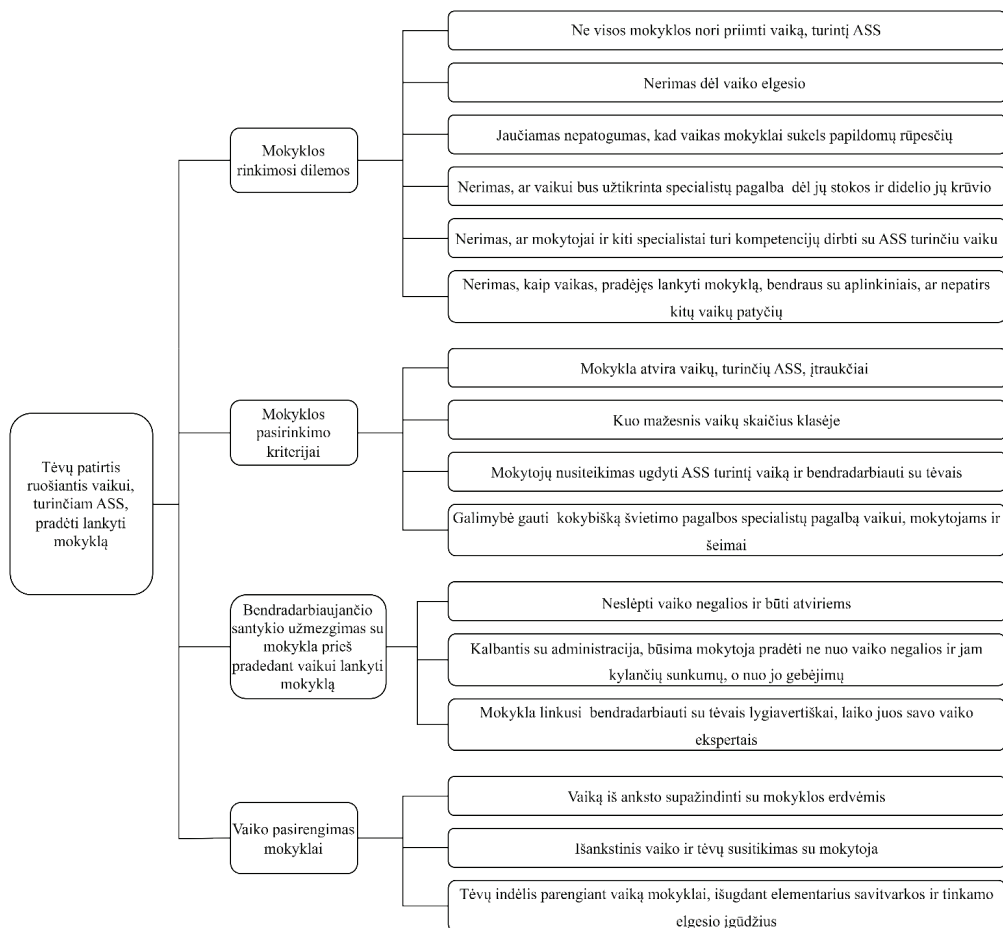 Tėvų patirtis
ruošiantis vaikui,
turinčiam ASS,
pradėti lankyti
mokyklą
Mokyklos
rinkimosi dilemos
Ne visos mokyklos nori priimti vaiką, turintį ASS
Nerimas dėl vaiko elgesio
Jaučiamas nepatogumas, kad vaikas mokyklai sukels papildomų rūpesčių
Nerimas, ar vaikui bus užtikrinta specialistų pagalba dėl jų stokos ir didelio jų krūvio
Nerimas, ar mokytojai ir kiti specialistai turi kompetencijų dirbti su ASS turinčiu vaiku
Nerimas, kaip vaikas, pradėjęs lankyti mokyklą, bendraus su aplinkiniais, ar nepatirs
kitų vaikų patyčių
Mokyklos
pasirinkimo
kriterijai
Mokykla atvira vaikų, turinčių ASS, įtraukčiai
Kuo mažesnis vaikų skaičius klasėje
Mokytojų nusiteikimas ugdyti ASS turintį vaiką ir bendradarbiauti su tėvais
Galimybė gauti kokybišką švietimo pagalbos specialistų pagalbą vaikui, mokytojams ir
šeimai
Bendradarbiaujančio
santykio užmezgimas su
mokykla prieš
pradedant vaikui lankyti
mokyklą
Neslėpti vaiko negalios ir būti atviriems
Kalbantis su administracija, būsima mokytoja pradėti ne nuo vaiko negalios ir jam
kylančių sunkumų, o nuo jo gebėjimų
Mokykla linkusi bendradarbiauti su tėvais lygiavertiškai, laiko juos savo vaiko
ekspertais
Vaiko pasirengimas
mokyklai
Vaiką iš anksto supažindinti su mokyklos erdvėmis
Išankstinis vaiko ir tėvų susitikimas su mokytoja
Tėvų indėlis parengiant vaiką mokyklai, išugdant elementarius savitvarkos ir tinkamo
elgesio įgūdžius